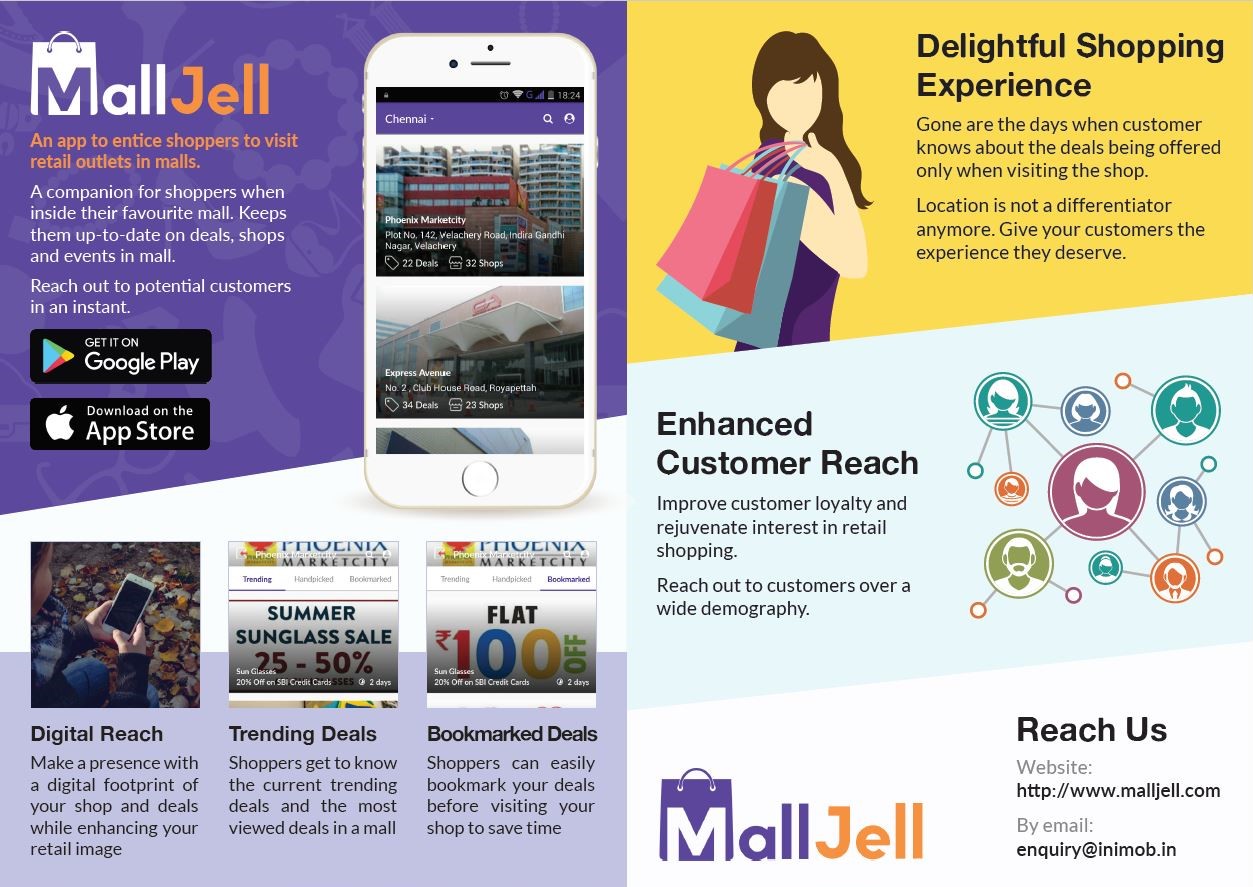 MallJell
An app to entice shoppers to visit
retail outlets in malls.
A companion for shoppers when
inside their favourite mall. Keeps
them up-to-date on deals, shops
and events in mall.
Reach out to potential customers
in an instant.
GET IT ON
Google Play
Download on the
App Store
18:24
Chennai
Phoenix Marketcity
Plot No. 142, Velachery Road, Indira Gandhi
Nagar, Velachery
22 Deals 32 Shops
Express Avenue
No. 2 , Club House Road, Royapettah
34 Deals 23 Shops
PHOENIX
Phoenix Marketcity
MARKETCITY
Trending Handpicked Bookmarked
SUMMER
SUNGLASS SALE
25 - 50%
Sun Glasses
20% Off on SBI Credit Cards 2 days
PHOENIX
Phoenix Marketcity
MARKETCITY
Trending Handpicked Bookmarked
FLAT
₹100 OFF
Sun Glasses
20% Off on SBI Credit Cards 2 days
Digital Reach
Make a presence with
a digital footprint of
your shop and deals
while enhancing your
retail image
Trending Deals
Shoppers get to know
the current trending
deals and the most
viewed deals in a mall
Bookmarked Deals
Shoppers can easily
bookmark your deals
before visiting your
shop to save time
Delightful Shopping
Experience
Gone are the days when customer
knows about the deals being offered
only when visiting the shop.
Location is not a differentiator
anymore. Give your customers the
experience they deserve.
Enhanced
Customer Reach
Improve customer loyalty and
rejuvenate interest in retail
shopping.
Reach out to customers over a
wide demography.
MallJell
Reach Us
Website:
http://www.malljell.com
By email:
enquiry@inimob.in